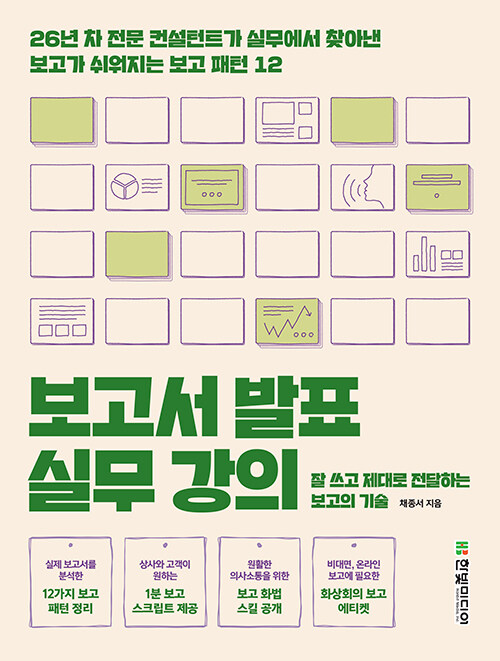 26년 차 전문 컨설턴트가 실무에서 찾아낸
보고가 쉬워지는 보고 패턴 12
보고서 발표
실무 강의
잘 쓰고 제대로 전달하는
보고의 기술 채종서 지음
실제 보고서를
분석한
12가지 보고
패턴 정리
상사와 고객이
원하는
1분 보고
스크립트 제공
원활한
의사소통을 위한
보고 화법
스킬 공개
비대면, 온라인
보고에 필요한
화상회의 보고
에티켓
HB 한빛미디어